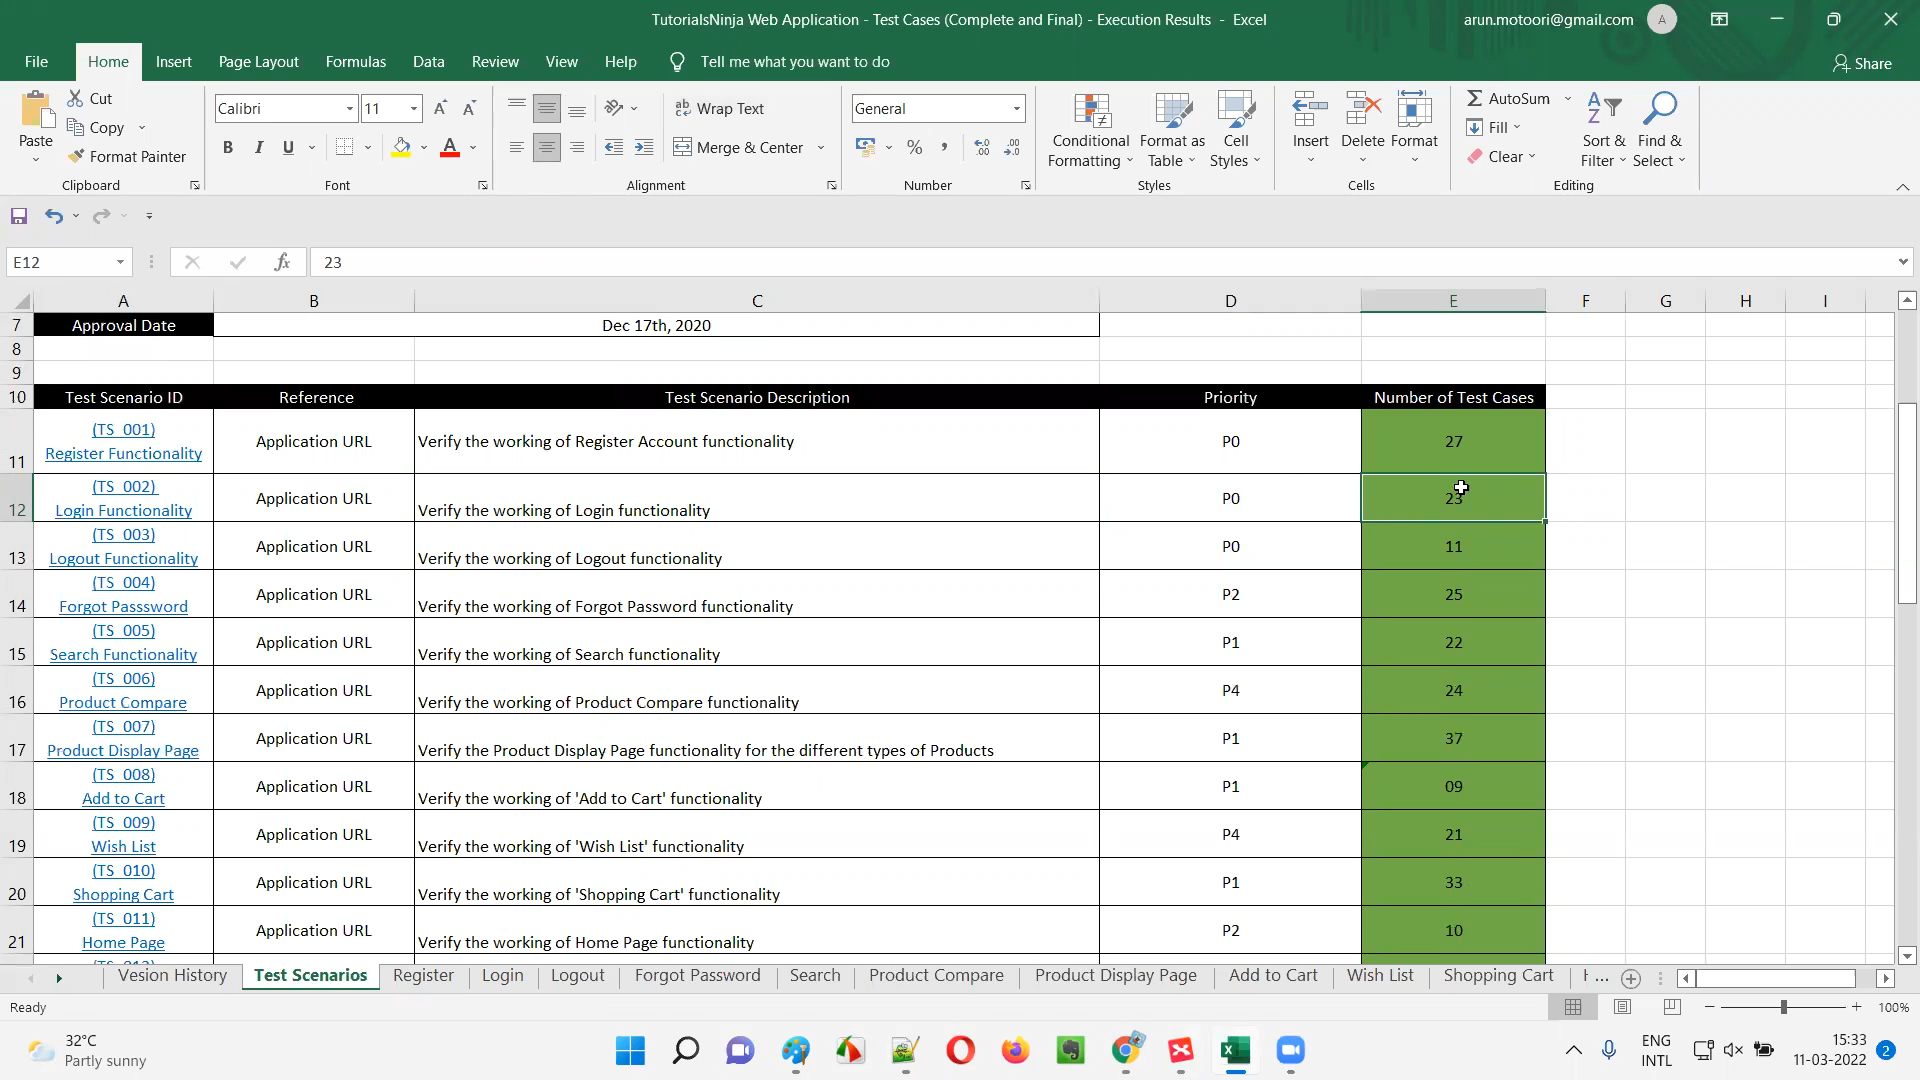 TutorialsNinja Web Application - Test Cases (Complete and Final) - Execution Results - Excel
arun.motoori@gmail.com
A
File Home Insert Page Layout Formulas Data Review View Help Tell me what you want to do
Share
Paste
Cut
Copy
Format Painter
Clipboard
Calibri 11
B I U
Font
Wrap Text
Merge & Center
Alignment
General
Number
Conditional Formatting
Format as Table
Cell Styles
Styles
Insert
Delete
Format
Cells
AutoSum
Fill
Clear
Sort & Filter
Find & Select
Editing
E12
fx
23
A B C D E F G H I
7 Approval Date Dec 17th, 2020
8
9
10 Test Scenario ID Reference Test Scenario Description Priority Number of Test Cases
11 (TS_001) Register Functionality Application URL Verify the working of Register Account functionality P0 27
12 (TS_002) Login Functionality Application URL Verify the working of Login functionality P0 23
13 (TS_003) Logout Functionality Application URL Verify the working of Logout functionality P0 11
14 (TS_004) Forgot Passsword Application URL Verify the working of Forgot Password functionality P2 25
15 (TS_005) Search Functionality Application URL Verify the working of Search functionality P1 22
16 (TS_006) Product Compare Application URL Verify the working of Product Compare functionality P4 24
17 (TS_007) Product Display Page Application URL Verify the Product Display Page functionality for the different types of Products P1 37
18 (TS_008) Add to Cart Application URL Verify the working of 'Add to Cart' functionality P1 09
19 (TS_009) Wish List Application URL Verify the working of 'Wish List' functionality P4 21
20 (TS_010) Shopping Cart Application URL Verify the working of 'Shopping Cart' functionality P1 33
21 (TS_011) Home Page Application URL Verify the working of Home Page functionality P2 10
Vesion History Test Scenarios Register Login Logout Forgot Password Search Product Compare Product Display Page Add to Cart Wish List Shopping Cart ...
Ready
100%
32°C
Partly sunny
ENG
INTL
15:33
11-03-2022
2